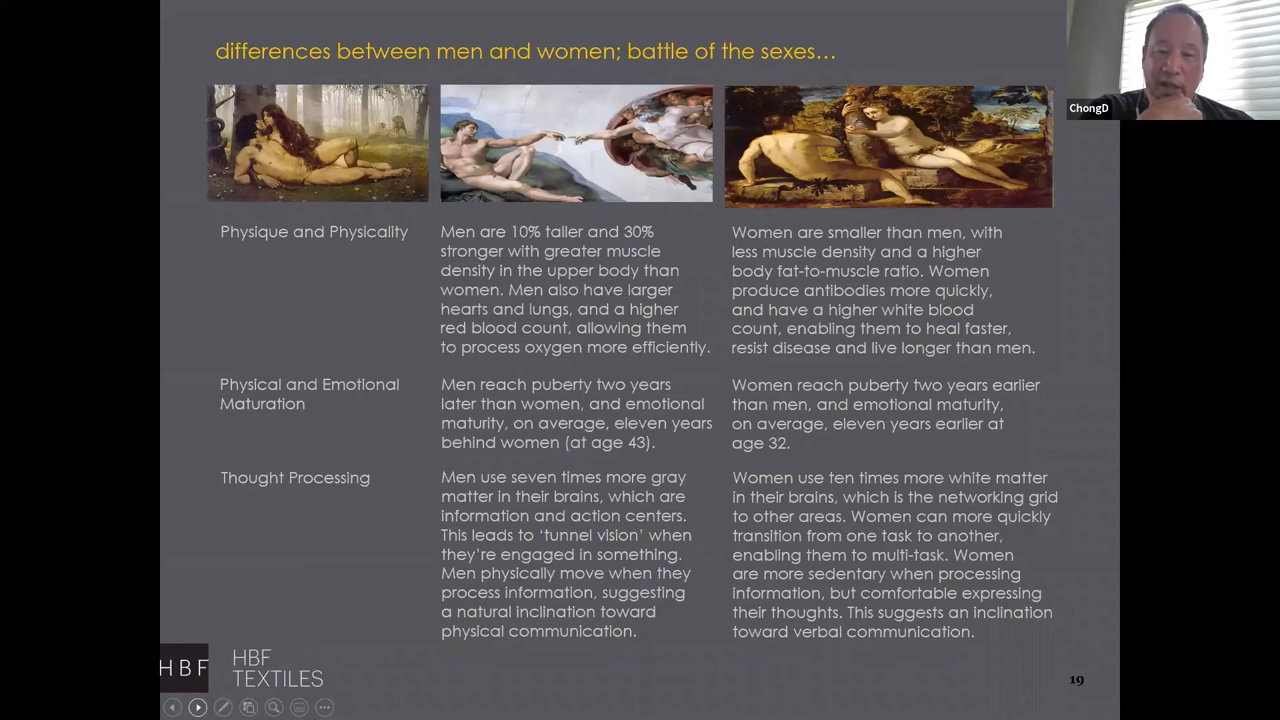 differences between men and women; battle of the sexes...
ChongD
Physique and Physicality
Men are 10% taller and 30%
stronger with greater muscle
density in the upper body than
women. Men also have larger
hearts and lungs, and a higher
red blood count, allowing them
to process oxygen more efficiently.
Women are smaller than men, with
less muscle density and a higher
body fat-to-muscle ratio. Women
produce antibodies more quickly,
and have a higher white blood
count, enabling them to heal faster,
resist disease and live longer than men.
Physical and Emotional
Maturation
Men reach puberty two years
later than women, and emotional
maturity, on average, eleven years
behind women (at age 43).
Women reach puberty two years earlier
than men, and emotional maturity,
on average, eleven years earlier at
age 32.
Thought Processing
Men use seven times more gray
matter in their brains, which are
information and action centers.
This leads to ‘tunnel vision’ when
they’re engaged in something.
Men physically move when they
process information, suggesting
a natural inclination toward
physical communication.
Women use ten times more white matter
in their brains, which is the networking grid
to other areas. Women can more quickly
transition from one task to another,
enabling them to multi-task. Women
are more sedentary when processing
information, but comfortable expressing
their thoughts. This suggests an inclination
toward verbal communication.
HBF
HBF
TEXTILES
19